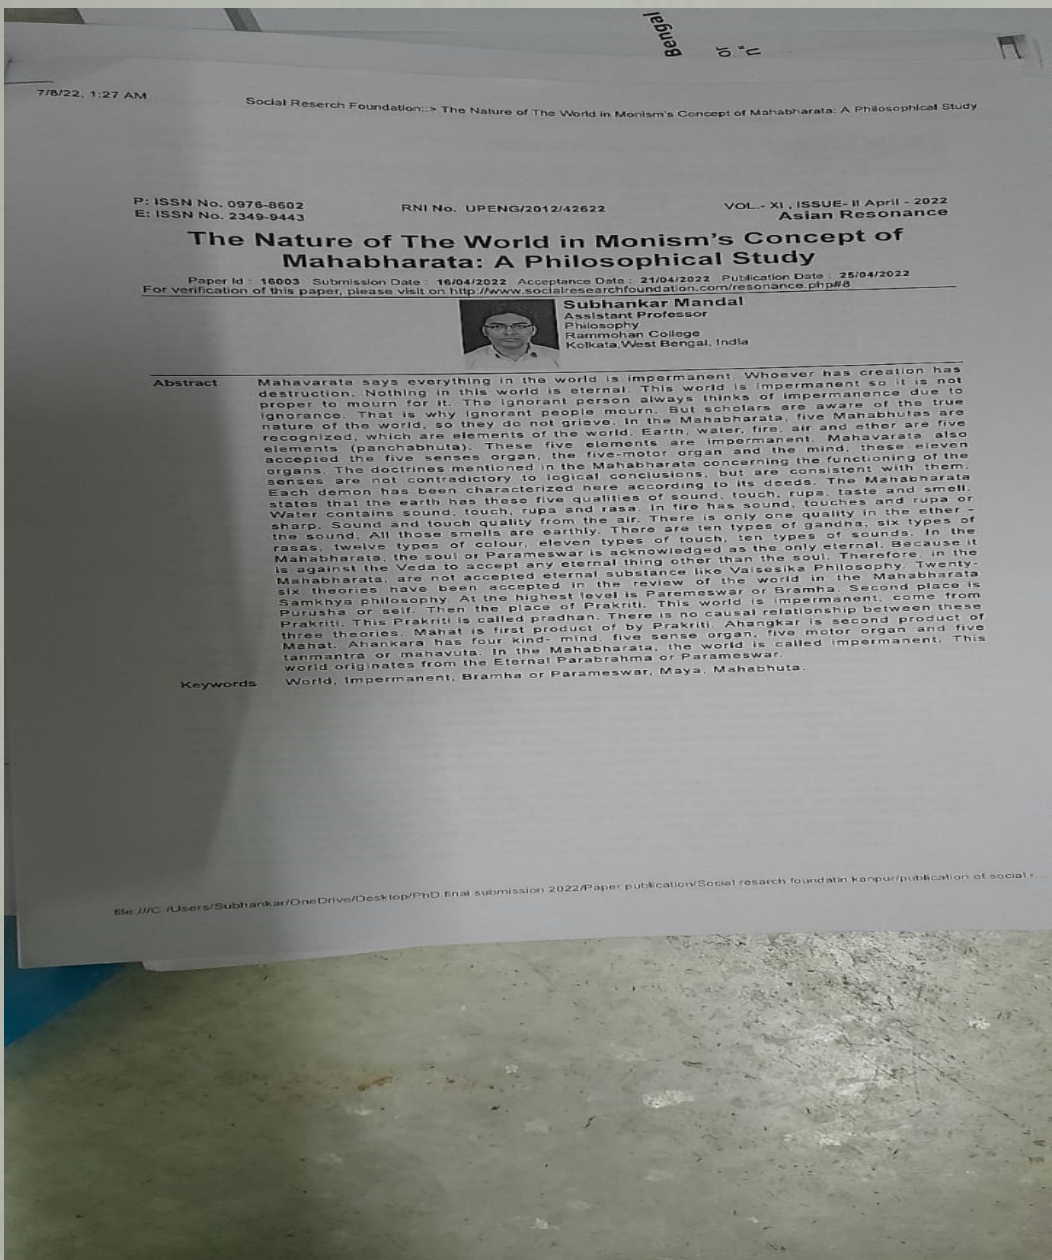 Bengal
or
n
7/8/22, 1:27 AM
Social Reserch Foundation::> The Nature of The World in Monism's Concept of Mahabharata: A Philosophical Study
P: ISSN No. 0976-8602
E: ISSN No. 2349-9443
RNI No. UPENG/2012/42622
VOL.- XI , ISSUE- II April - 2022
Asian Resonance
The Nature of The World in Monism's Concept of
Mahabharata: A Philosophical Study
Paper Id : 16003 Submission Date : 16/04/2022 Acceptance Date : 21/04/2022 Publication Date : 25/04/2022
For verification of this paper, please visit on http://www.socialresearchfoundation.com/resonance.php#8
Subhankar Mandal
Assistant Professor
Philosophy
Rammohan College
Kolkata,West Bengal, India
Abstract Mahavarata says everything in the world is impermanent. Whoever has creation has
destruction. Nothing in this world is eternal. This world is impermanent so it is not
proper to mourn for it. The ignorant person always thinks of impermanence due to
ignorance. That is why ignorant people mourn. But scholars are aware of the true
nature of the world, so they do not grieve. In the Mahabharata, five Mahabhutas are
recognized, which are elements of the world. Earth, water, fire, air and ether are five
elements (panchabhuta). These five elements are impermanent. Mahavarata also
accepted the five senses organ, the five-motor organ and the mind, these eleven
organs. The doctrines mentioned in the Mahabharata concerning the functioning of the
senses are not contradictory to logical conclusions, but are consistent with them.
Each demon has been characterized here according to its deeds. The Mahabharata
states that the earth has these five qualities of sound, touch, rupa, taste and smell.
Water contains sound, touch, rupa and rasa. In fire has sound, touches and rupa or
sharp. Sound and touch quality from the air. There is only one quality in the ether -
the sound. All those smells are earthly. There are ten types of gandha, six types of
rasas, twelve types of colour, eleven types of touch, ten types of sounds. In the
Mahabharata, the soul or Parameswar is acknowledged as the only eternal. Because it
is against the Veda to accept any eternal thing other than the soul. Therefore, in the
Mahabharata, are not accepted eternal substance like Vaisesika Philosophy. Twenty-
six theories have been accepted in the review of the world in the Mahabharata
Samkhya philosophy. At the highest level is Paremeswar or Bramha. Second place is
Purusha or self. Then the place of Prakriti. This world is impermanent, come from
Prakriti. This Prakriti is called pradhan. There is no causal relationship between these
three theories. Mahat is first product of by Prakriti. Ahangkar is second product of
Mahat. Ahankara has four kind- mind, five sense organ, five motor organ and five
tanmantra or mahavuta. In the Mahabharata, the world is called impermanent. This
world originates from the Eternal Parabrahma or Parameswar.
Keywords World, Impermanent, Bramha or Parameswar, Maya, Mahabhuta.
file:///C:/Users/Subhankar/OneDrive/Desktop/PhD final submission 2022/Paper publication/Social resarch foundatin kanpur/publication of social r...